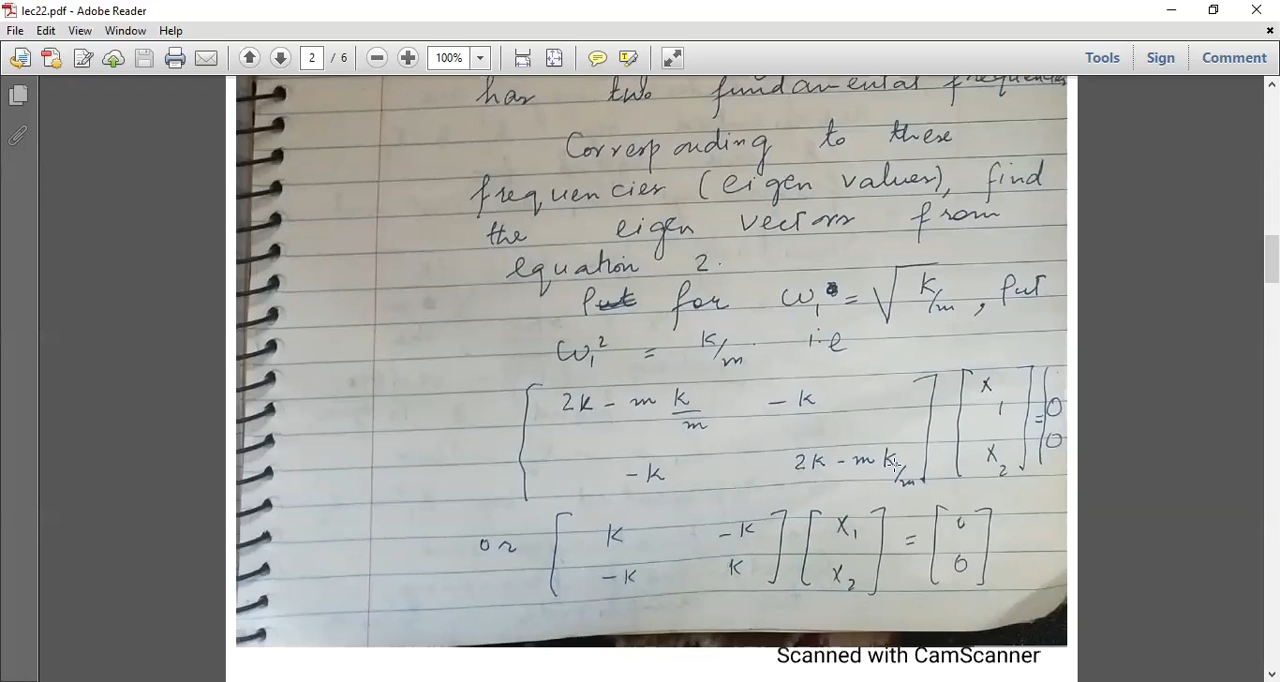 lec22.pdf - Adobe Reader
File Edit View Window Help
2 / 6 100% Tools Sign Comment
has two fundamental frequencies
Corresponding to these
frequencies (eigen values), find
the eigen vectors from
equation 2.
for ω₁ = √k/m, put
ω₁² = k/m. i.e
[2k - m k/m -k] [x₁] = [0]
[-k 2k - m k/m] [x₂] [0]
or [k -k] [x₁] = [0]
[-k k] [x₂] [0]
Scanned with CamScanner